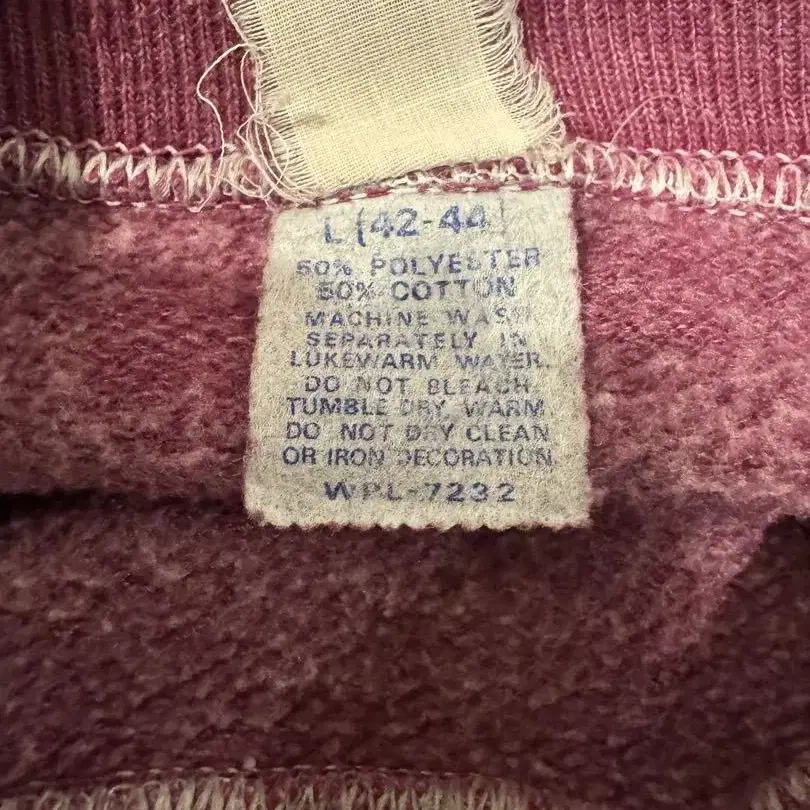 L (42-44)
50% POLYESTER
50% COTTON
MACHINE WASH
SEPARATELY IN
LUKEWARM WATER.
DO NOT BLEACH.
TUMBLE DRY, WARM
DO NOT DRY CLEAN
OR IRON DECORATION
WPL-7232